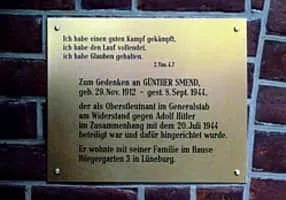 Ich habe einen guten Kampf gekämpft,
ich habe den Lauf vollendet,
ich habe Glauben gehalten.
2. Tim. 4,7
Zum Gedenken an GÜNTHER SMEND,
geb. 29. Nov. 1912 - gest. 8. Sept. 1944,
der als Oberstleutnant im Generalstab
am Widerstand gegen Adolf Hitler
im Zusammenhang mit dem 20. Juli 1944
beteiligt war und dafür hingerichtet wurde.
Er wohnte mit seiner Familie im Hause
Hörgergarten 3 in Lüneburg.